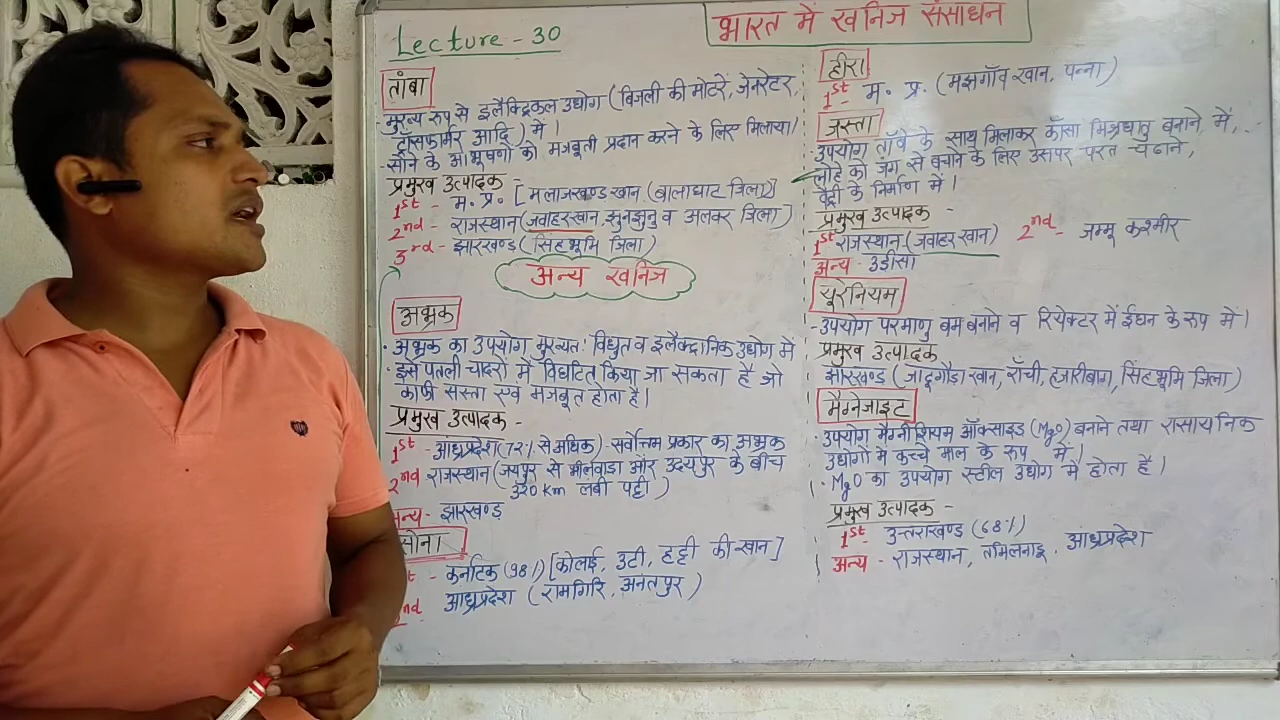 Lecture - 30
भारत में खनिज संसाधन
तांबा
मुख्य रूप से इलैक्ट्रिकल उद्योग (बिजली की मोटरें, जेनरेटर,
ट्रॉंसफार्मर आदि) में।
सोने के आभूषणों को मजबूती प्रदान करने के लिए मिलाया।
प्रमुख उत्पादक -
1st - म. प्र. [मलाजखण्ड खान (बालाघाट जिला)]
2nd - राजस्थान (जवाहरखान, झुनझुनु व अलवर जिला)
3rd - झारखण्ड (सिंहभूमि जिला)
अन्य खनिज
अभ्रक
· अभ्रक का उपयोग मुख्यतः विद्युत व इलैक्ट्रानिक उद्योग में
· इसे पतली चादरों में विघटित किया जा सकता है जो
काफी सस्ता एवं मजबूत होता है।
प्रमुख उत्पादक -
1st - आंध्रप्रदेश (72% से अधिक) सर्वोत्तम प्रकार का अभ्रक
2nd राजस्थान (जयपुर से भीलवाड़ा और उदयपुर के बीच
320 Km लंबी पट्टी)
अन्य - झारखण्ड
सोना
- कर्नाटक (98%) [कोलार्इ, उटी, हट्टी की खान]
2nd आंध्रप्रदेश (रामगिरि, अनंतपुर)
हीरा
1st - म. प्र. (मझगाँव खान, पन्ना)
जस्ता
उपयोग ताँबे के साथ मिलाकर काँसा मिश्रधातु बनाने में,
लोहे को जंग से बचाने के लिए उसपर परत चढाने,
बैट्री के निर्माण में।
प्रमुख उत्पादक -
1st राजस्थान (जवाहर खान) 2nd - जम्मू कश्मीर
अन्य - उड़ीसा
यूरेनियम
- उपयोग परमाणु बम बनाने व रियेक्टर में ईंधन के रूप में।
प्रमुख उत्पादक
झारखण्ड (जादूगौड़ा खान, राँची, हजारीबाग, सिंहभूमि जिला)
मैग्नेजाइट
· उपयोग मैग्नीशियम ऑक्साइड (MgO) बनाने तथा रासायनिक
उद्योगों में कच्चे माल के रूप में।
· MgO का उपयोग स्टील उद्योग में होता है।
प्रमुख उत्पादक -
1st - उत्तराखण्ड (68%)
अन्य - राजस्थान, तमिलनाडू, आंध्रप्रदेश